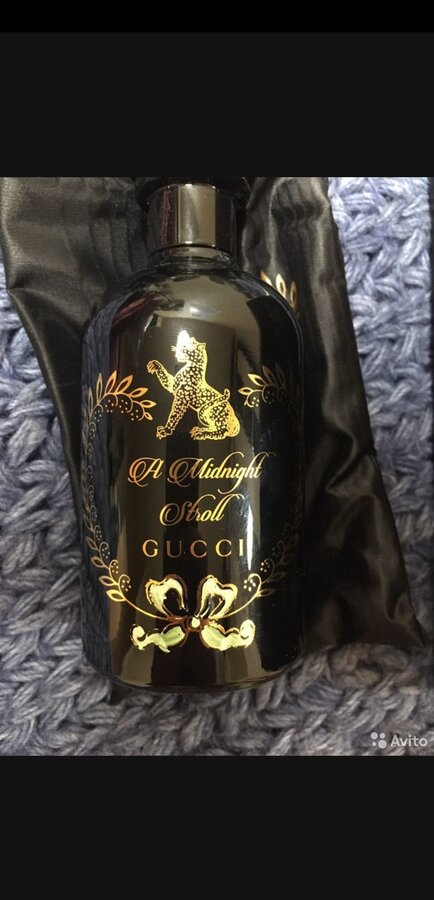 A Midnight
Stroll
GUCCI
Avito